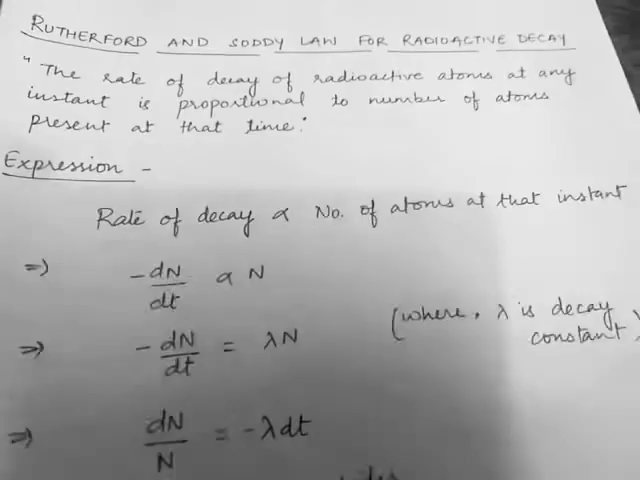 RUTHERFORD AND SODDY LAW FOR RADIOACTIVE DECAY
"The rate of decay of radioactive atoms at any
instant is proportional to number of atoms
present at that time."
Expression -
Rate of decay ∝ No. of atoms at that instant
⇒ -dN/dt ∝ N
⇒ -dN/dt = λN (where, λ is decay
constant)
⇒ dN/N = -λdt